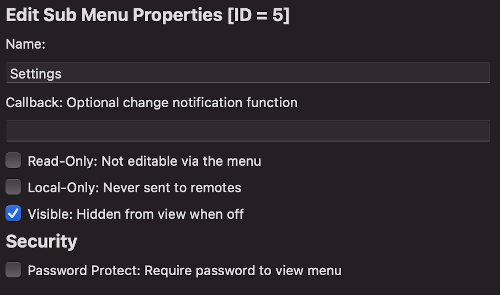 Edit Sub Menu Properties [ID = 5]
Name:
Settings
Callback: Optional change notification function
Read-Only: Not editable via the menu
Local-Only: Never sent to remotes
Visible: Hidden from view when off
Security
Password Protect: Require password to view menu